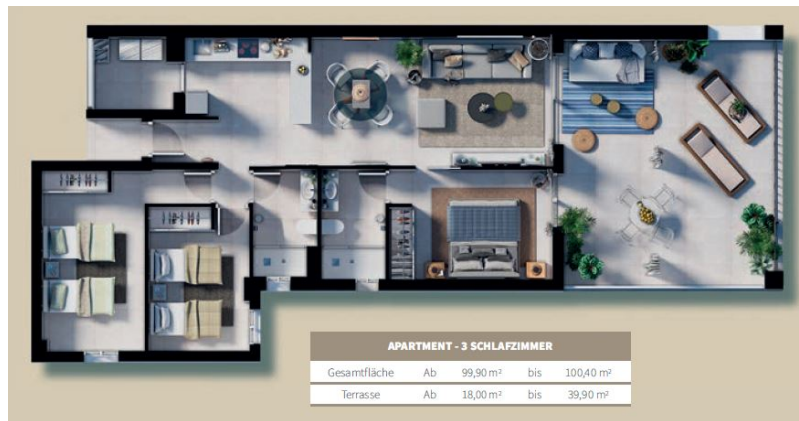 APARTMENT - 3 SCHLAFZIMMER
Gesamtfläche Ab 99,90 m² bis 100,40 m²
Terrasse Ab 18,00 m² bis 39,90 m²